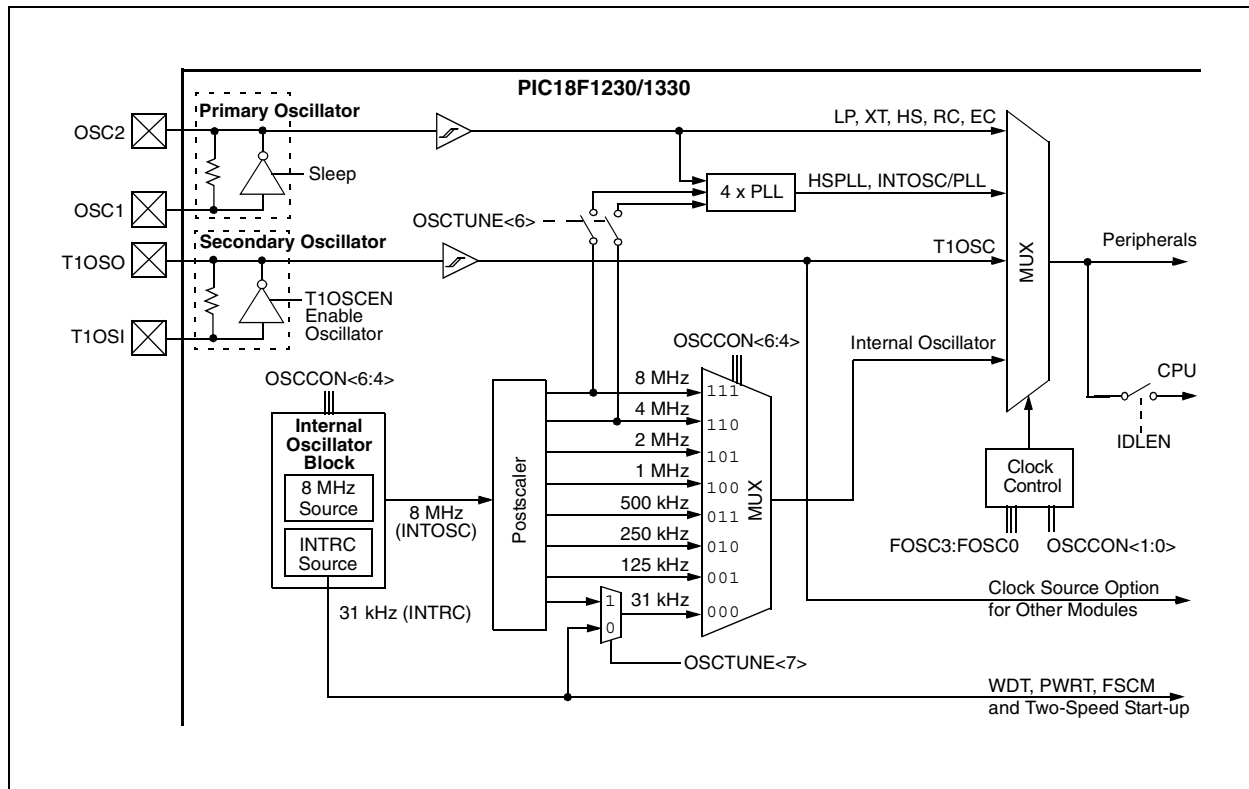 PIC18F1230/1330
Primary Oscillator
OSC2
Sleep
OSC1
LP, XT, HS, RC, EC
4 x PLL
HSPLL, INTOSC/PLL
OSCTUNE<6>
Secondary Oscillator
T1OSO
T1OSCEN
Enable
Oscillator
T1OSI
T1OSC
MUX
Peripherals
Internal Oscillator
CPU
IDLEN
Clock
Control
FOSC3:FOSC0
OSCCON<1:0>
OSCCON<6:4>
Internal
Oscillator
Block
8 MHz
Source
INTRC
Source
8 MHz
(INTOSC)
31 kHz (INTRC)
Postscaler
OSCCON<6:4>
8 MHz
111
4 MHz
110
2 MHz
101
1 MHz
100
500 kHz
011
250 kHz
010
125 kHz
001
1
0
31 kHz
000
MUX
OSCTUNE<7>
Clock Source Option
for Other Modules
WDT, PWRT, FSCM
and Two-Speed Start-up